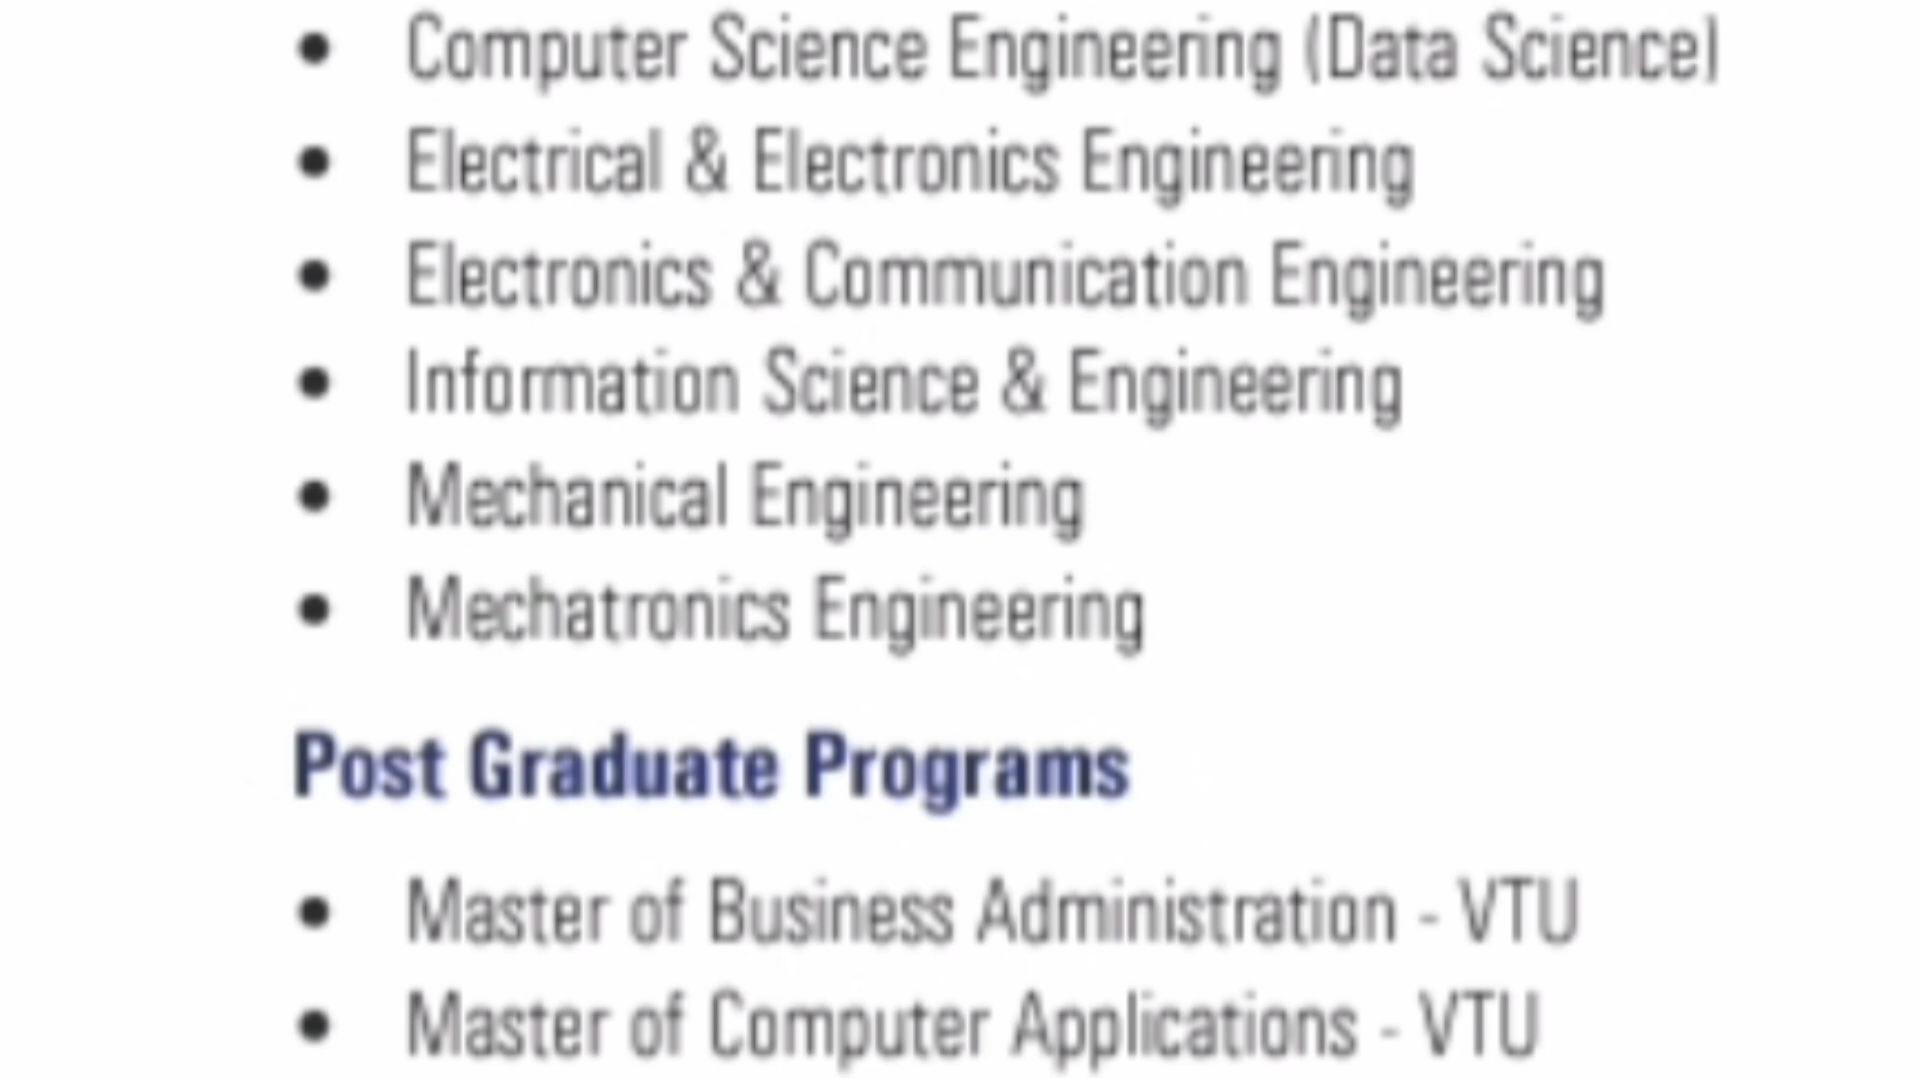 • Computer Science Engineering (Data Science)
• Electrical & Electronics Engineering
• Electronics & Communication Engineering
• Information Science & Engineering
• Mechanical Engineering
• Mechatronics Engineering
Post Graduate Programs
• Master of Business Administration - VTU
• Master of Computer Applications - VTU